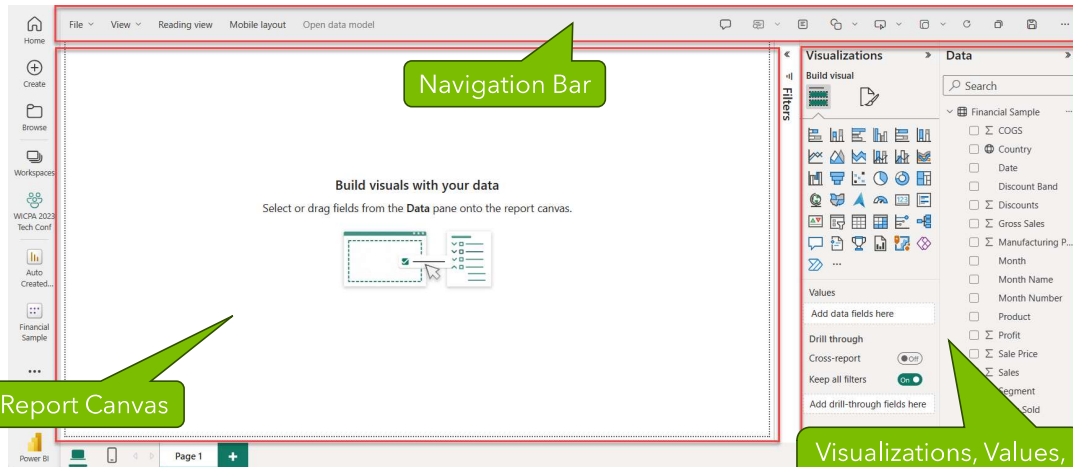 File View Reading view Mobile layout Open data model
Home
Create
Browse
Workspaces
WICPA 2023
Tech Conf
Auto
Created...
Financial
Sample
Power BI
Navigation Bar
Build visuals with your data
Select or drag fields from the Data pane onto the report canvas.
Report Canvas
Page 1
Filters
Visualizations
Build visual
Values
Add data fields here
Drill through
Cross-report Off
Keep all filters On
Add drill-through fields here
Data
Search
Financial Sample
COGS
Country
Date
Discount Band
Discounts
Gross Sales
Manufacturing P...
Month
Month Name
Month Number
Product
Profit
Sale Price
Sales
Segment
Sold
Visualizations, Values,